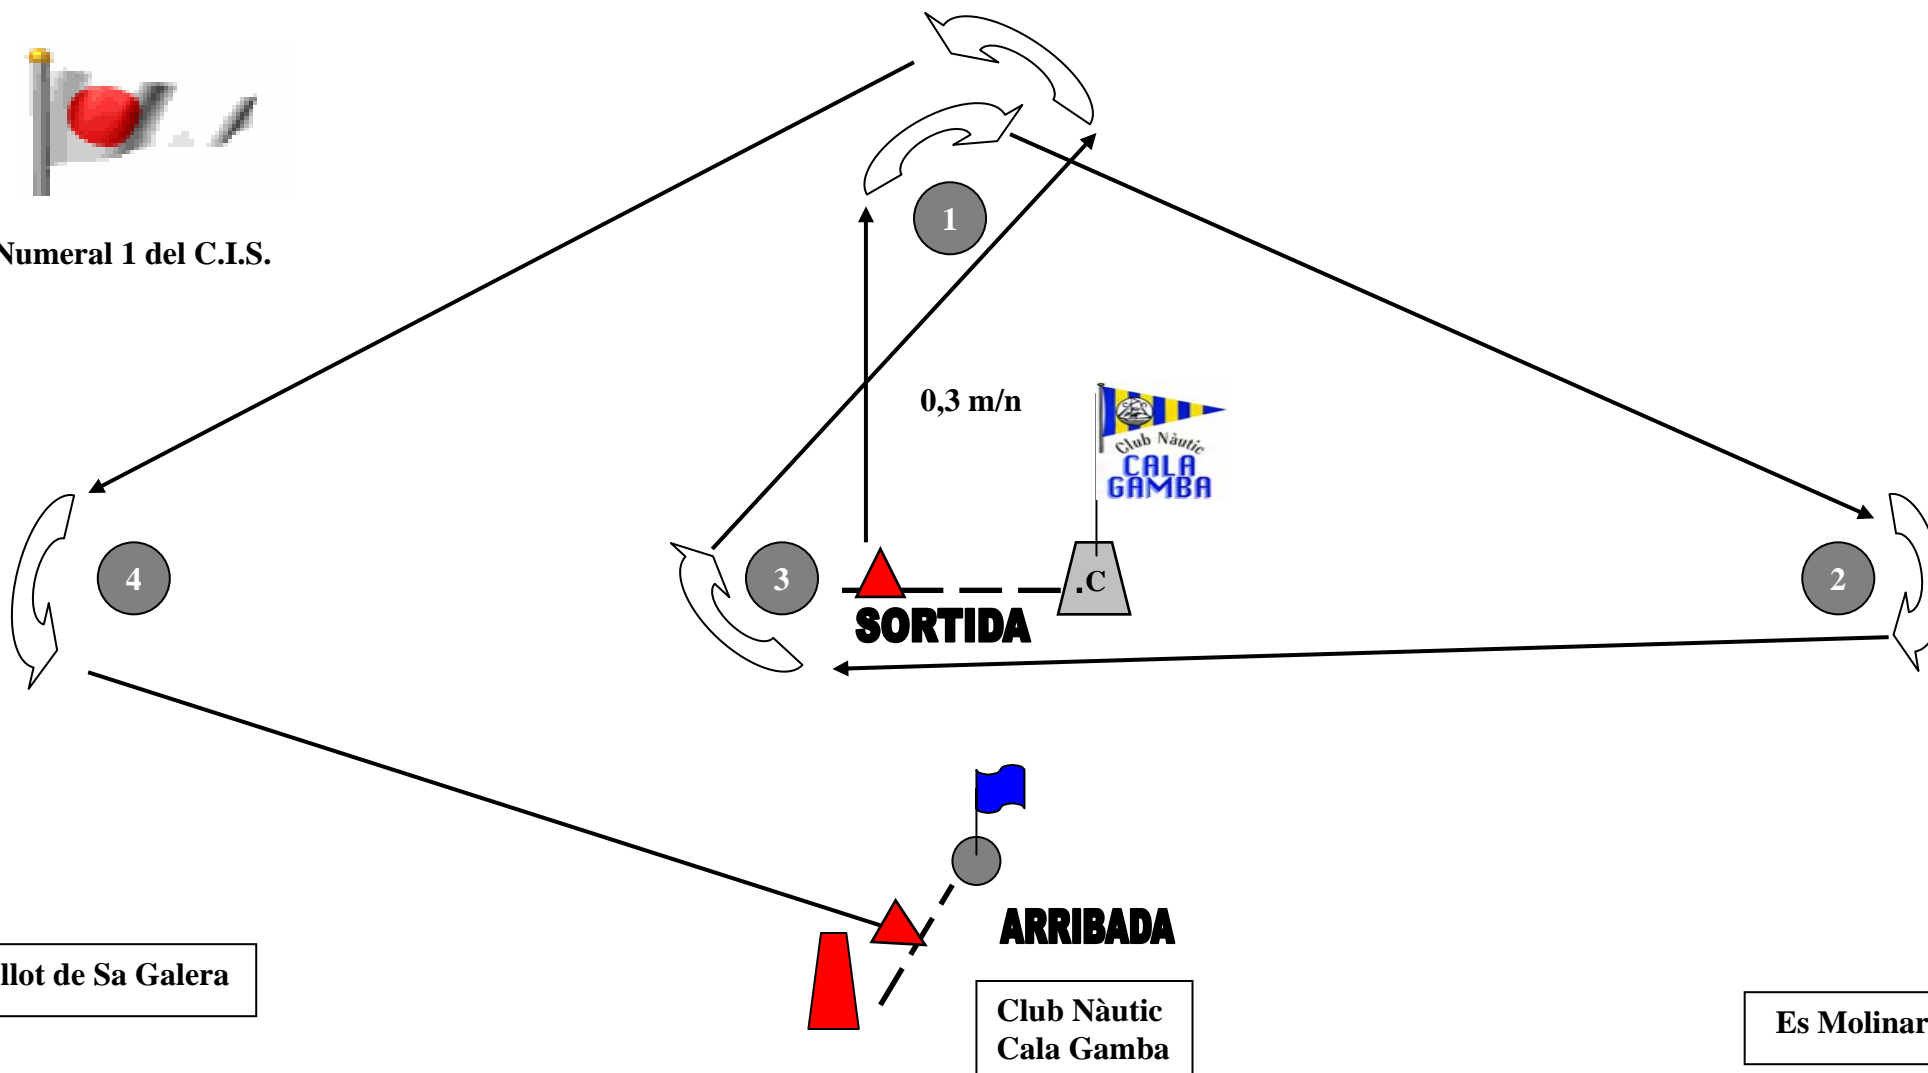 1
Numeral 1 del C.I.S.
0,3 m/n
Club Nàutic
CALA
GAMBA
4
3
.C
2
SORTIDA
ARRIBADA
llot de Sa Galera
Club Nàutic
Cala Gamba
Es Molinar